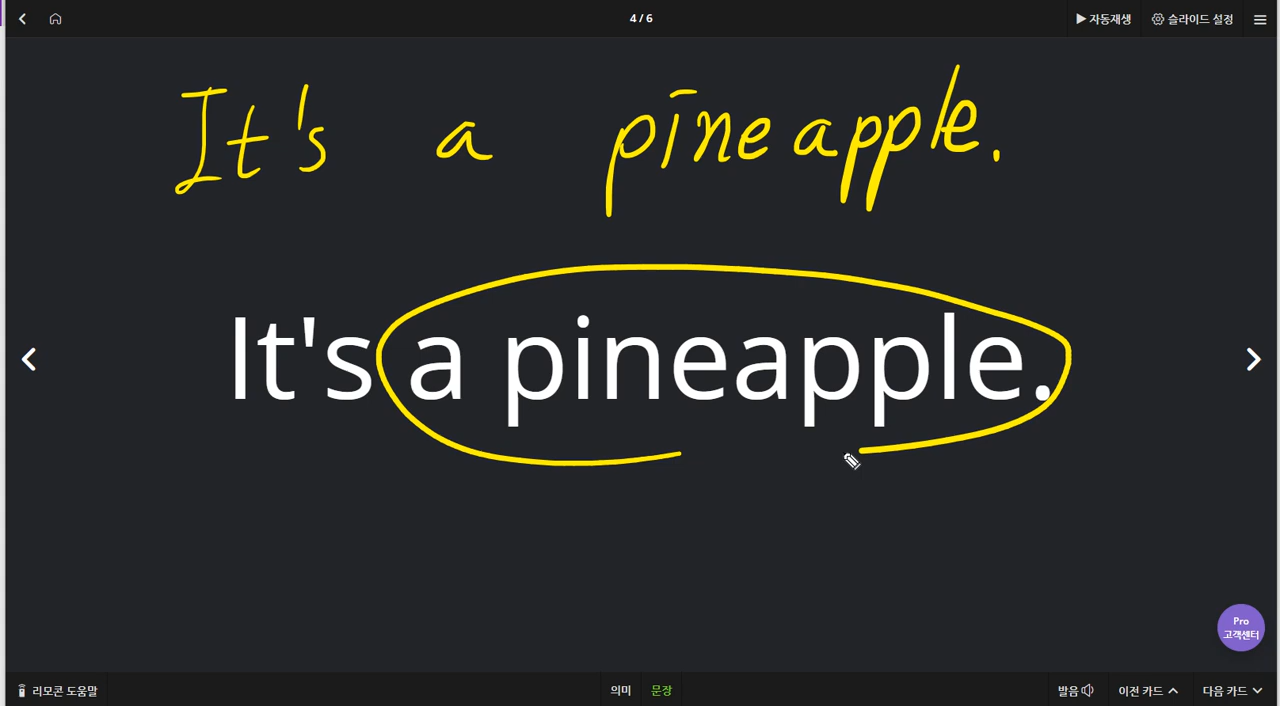 4 / 6
자동재생
슬라이드 설정
It's a pineapple.
It's a pineapple.
Pro
고객센터
리모콘 도움말
의미
문장
발음
이전 카드
다음 카드